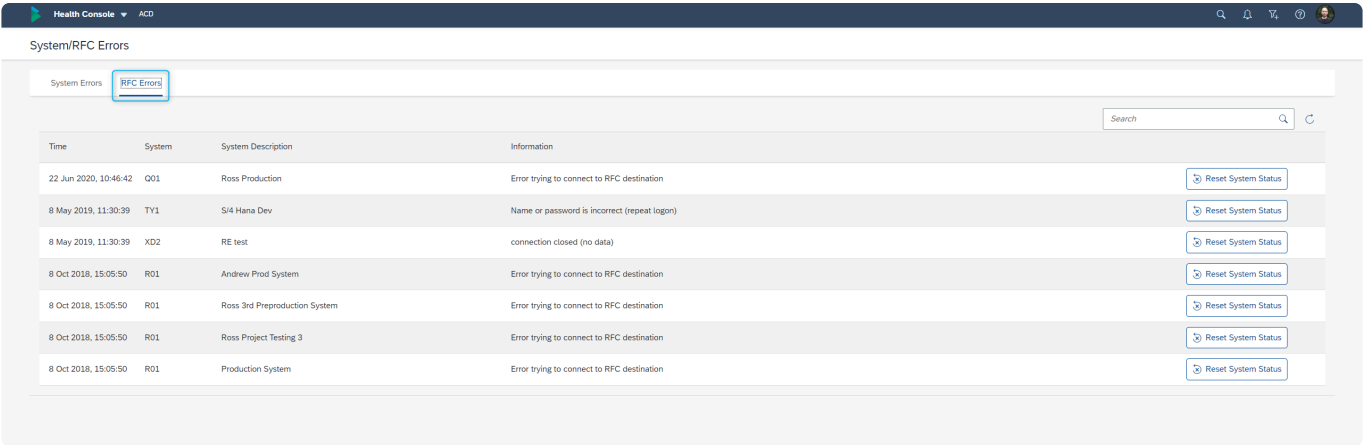 Health Console ACD
System/RFC Errors
System Errors RFC Errors
Search
Time System System Description Information
22 Jun 2020, 10:46:42 Q01 Ross Production Error trying to connect to RFC destination Reset System Status
8 May 2019, 11:30:39 TY1 S/4 Hana Dev Name or password is incorrect (repeat logon) Reset System Status
8 May 2019, 11:30:39 XD2 RE test connection closed (no data) Reset System Status
8 Oct 2018, 15:05:50 R01 Andrew Prod System Error trying to connect to RFC destination Reset System Status
8 Oct 2018, 15:05:50 R01 Ross 3rd Preproduction System Error trying to connect to RFC destination Reset System Status
8 Oct 2018, 15:05:50 R01 Ross Project Testing 3 Error trying to connect to RFC destination Reset System Status
8 Oct 2018, 15:05:50 R01 Production System Error trying to connect to RFC destination Reset System Status